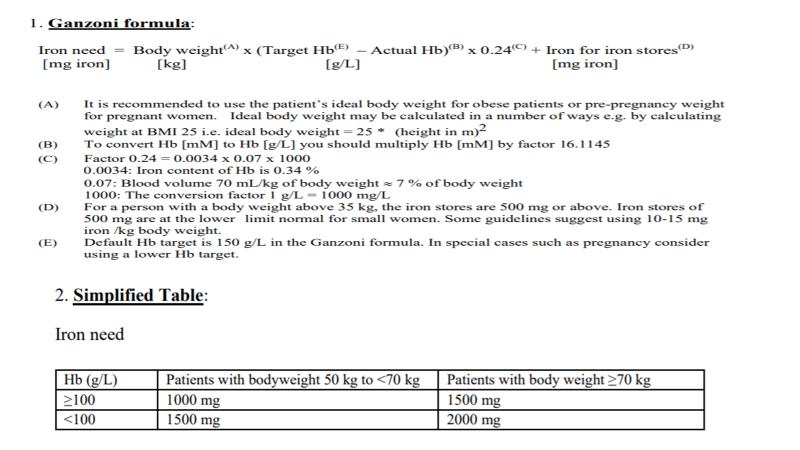 1. Ganzoni formula:
Iron need = Body weight(A) x (Target Hb(E) – Actual Hb)(B) x 0.24(C) + Iron for iron stores(D)
[mg iron] [kg] [g/L] [mg iron]
(A) It is recommended to use the patient's ideal body weight for obese patients or pre-pregnancy weight
for pregnant women. Ideal body weight may be calculated in a number of ways e.g. by calculating
weight at BMI 25 i.e. ideal body weight = 25 * (height in m)2
(B) To convert Hb [mM] to Hb [g/L] you should multiply Hb [mM] by factor 16.1145
(C) Factor 0.24 = 0.0034 x 0.07 x 1000
0.0034: Iron content of Hb is 0.34 %
0.07: Blood volume 70 mL/kg of body weight ≈ 7 % of body weight
1000: The conversion factor 1 g/L = 1000 mg/L
(D) For a person with a body weight above 35 kg, the iron stores are 500 mg or above. Iron stores of
500 mg are at the lower limit normal for small women. Some guidelines suggest using 10-15 mg
iron /kg body weight.
(E) Default Hb target is 150 g/L in the Ganzoni formula. In special cases such as pregnancy consider
using a lower Hb target.
2. Simplified Table:
Iron need
Hb (g/L) Patients with bodyweight 50 kg to <70 kg Patients with body weight ≥70 kg
≥100 1000 mg 1500 mg
<100 1500 mg 2000 mg